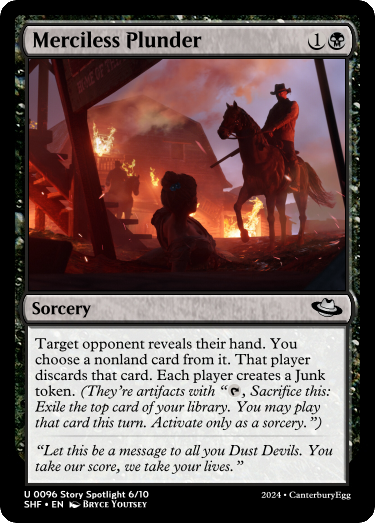 Merciless Plunder 1
Sorcery
Target opponent reveals their hand. You
choose a nonland card from it. That player
discards that card. Each player creates a Junk
token. (They're artifacts with “, Sacrifice this:
Exile the top card of your library. You may play
that card this turn. Activate only as a sorcery.”)
“Let this be a message to all you Dust Devils. You
take our score, we take your lives.”
U 0096 Story Spotlight 6/10
SHF • EN Bryce Youtsey
2024 • CanterburyEgg